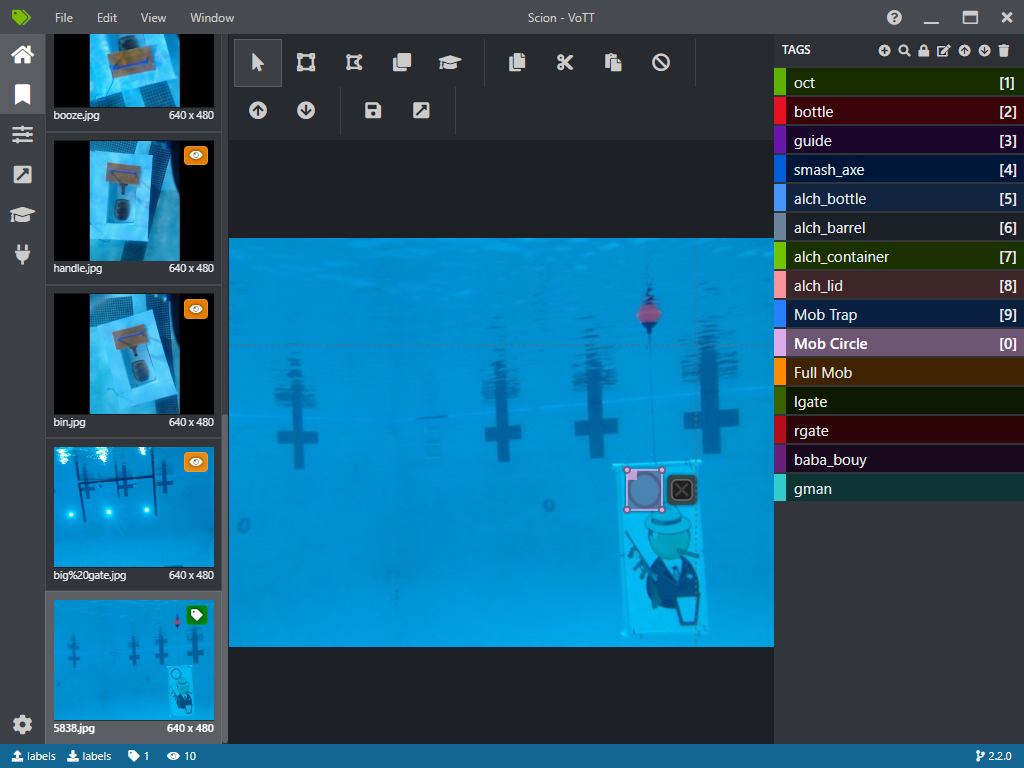 File Edit View Window Scion - VoTT
booze.jpg 640 x 480
handle.jpg 640 x 480
bin.jpg 640 x 480
big%20gate.jpg 640 x 480
5838.jpg 640 x 480
TAGS
oct [1]
bottle [2]
guide [3]
smash_axe [4]
alch_bottle [5]
alch_barrel [6]
alch_container [7]
alch_lid [8]
Mob Trap [9]
Mob Circle [0]
Full Mob
lgate
rgate
baba_bouy
gman
labels labels 1 10 2.2.0